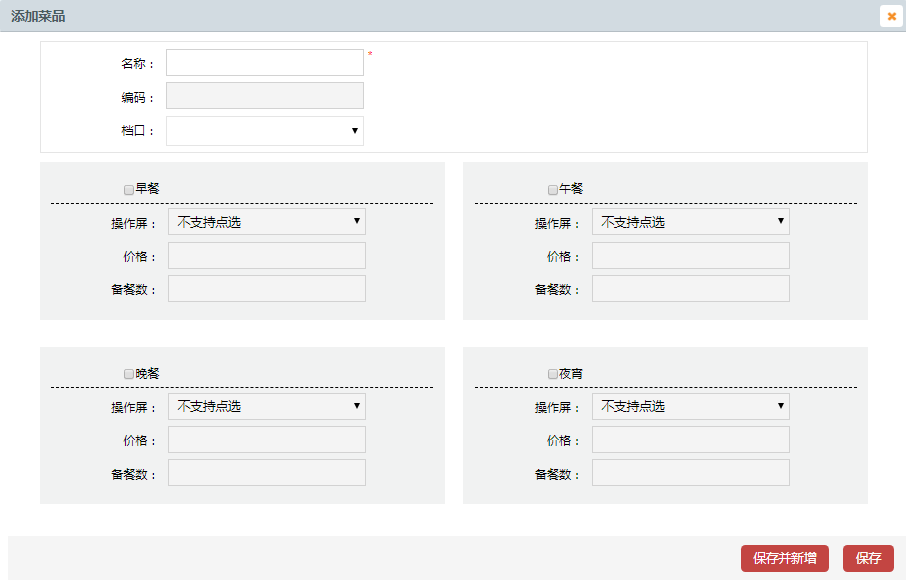 添加菜品
名称：
*
编码：
档口：
早餐
操作屏：
不支持点选
价格：
备餐数：
午餐
操作屏：
不支持点选
价格：
备餐数：
晚餐
操作屏：
不支持点选
价格：
备餐数：
夜宵
操作屏：
不支持点选
价格：
备餐数：
保存并新增
保存